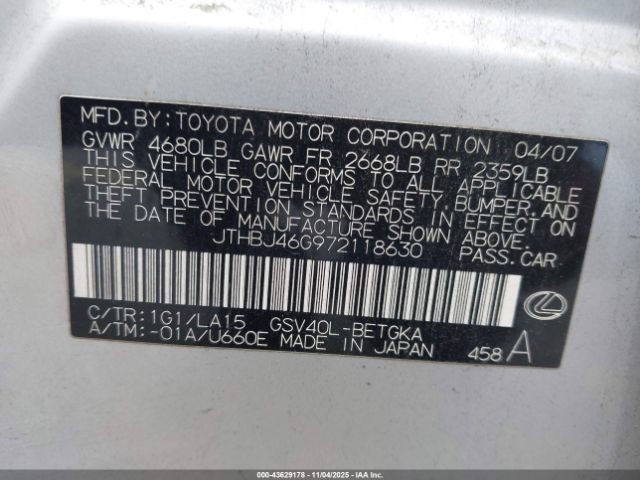 MFD. BY: TOYOTA MOTOR CORPORATION 04/07
GVWR 4680LB GAWR FR 2668LB RR 2359LB
THIS VEHICLE CONFORMS TO ALL APPLICABLE
FEDERAL MOTOR VEHICLE SAFETY, BUMPER, AND
THEFT PREVENTION STANDARDS IN EFFECT ON
THE DATE OF MANUFACTURE SHOWN ABOVE.
JTHBJ46G972118630 PASS.CAR
C/TR:1G1/LA15 GSV40L-BETGKA
A/TM:-01A/U660E MADE IN JAPAN 458 A
000-43629178 - 11/04/2025 - IAAI.COM